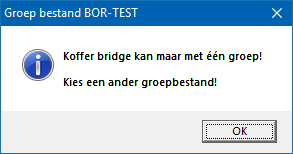 Groep bestand BOR-TEST
Koffer bridge kan maar met één groep!
Kies een ander groepbestand!
OK